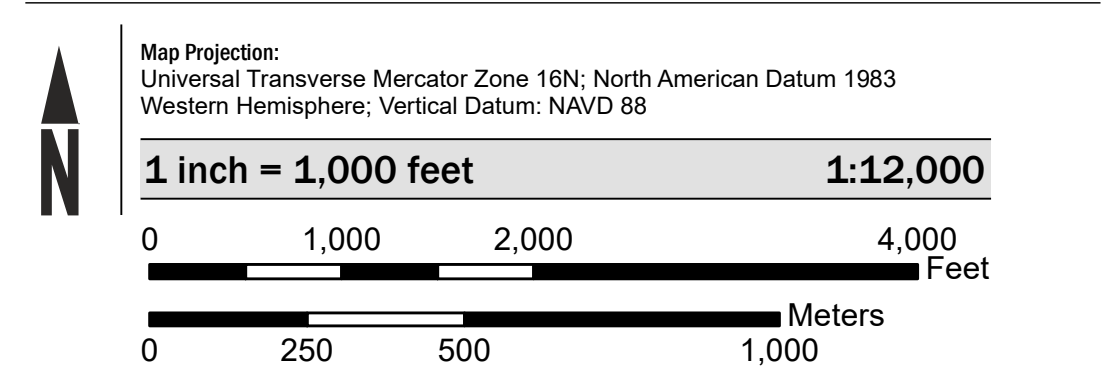 N
Map Projection:
Universal Transverse Mercator Zone 16N; North American Datum 1983
Western Hemisphere; Vertical Datum: NAVD 88
1 inch = 1,000 feet 1:12,000
0 1,000 2,000 4,000
Feet
Meters
0 250 500 1,000